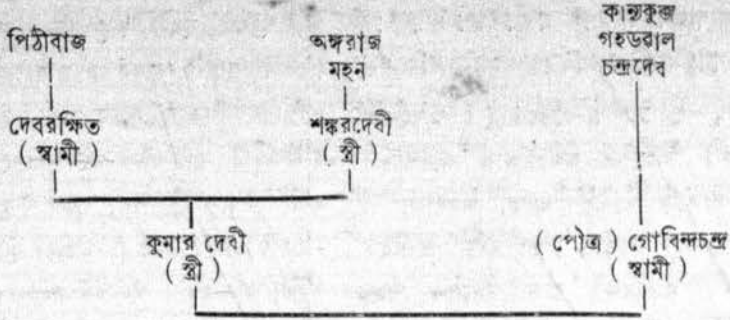 কান্যকুব্জ
পিঠীরাজ অঙ্গরাজ গহড়বাল
মহন চন্দ্রদেব
দেবরক্ষিত শঙ্করদেবী
( স্বামী ) ( স্ত্রী )
কুমার দেবী ( পৌত্র ) গোবিন্দচন্দ্র
( স্ত্রী ) ( স্বামী )